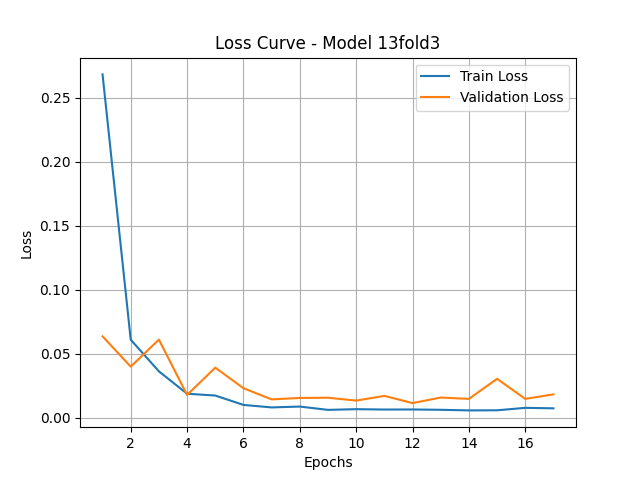 Loss Curve - Model 13fold3
Train Loss
Validation Loss
0.25
0.20
0.15
0.10
0.05
0.00
Loss
2 4 6 8 10 12 14 16
Epochs